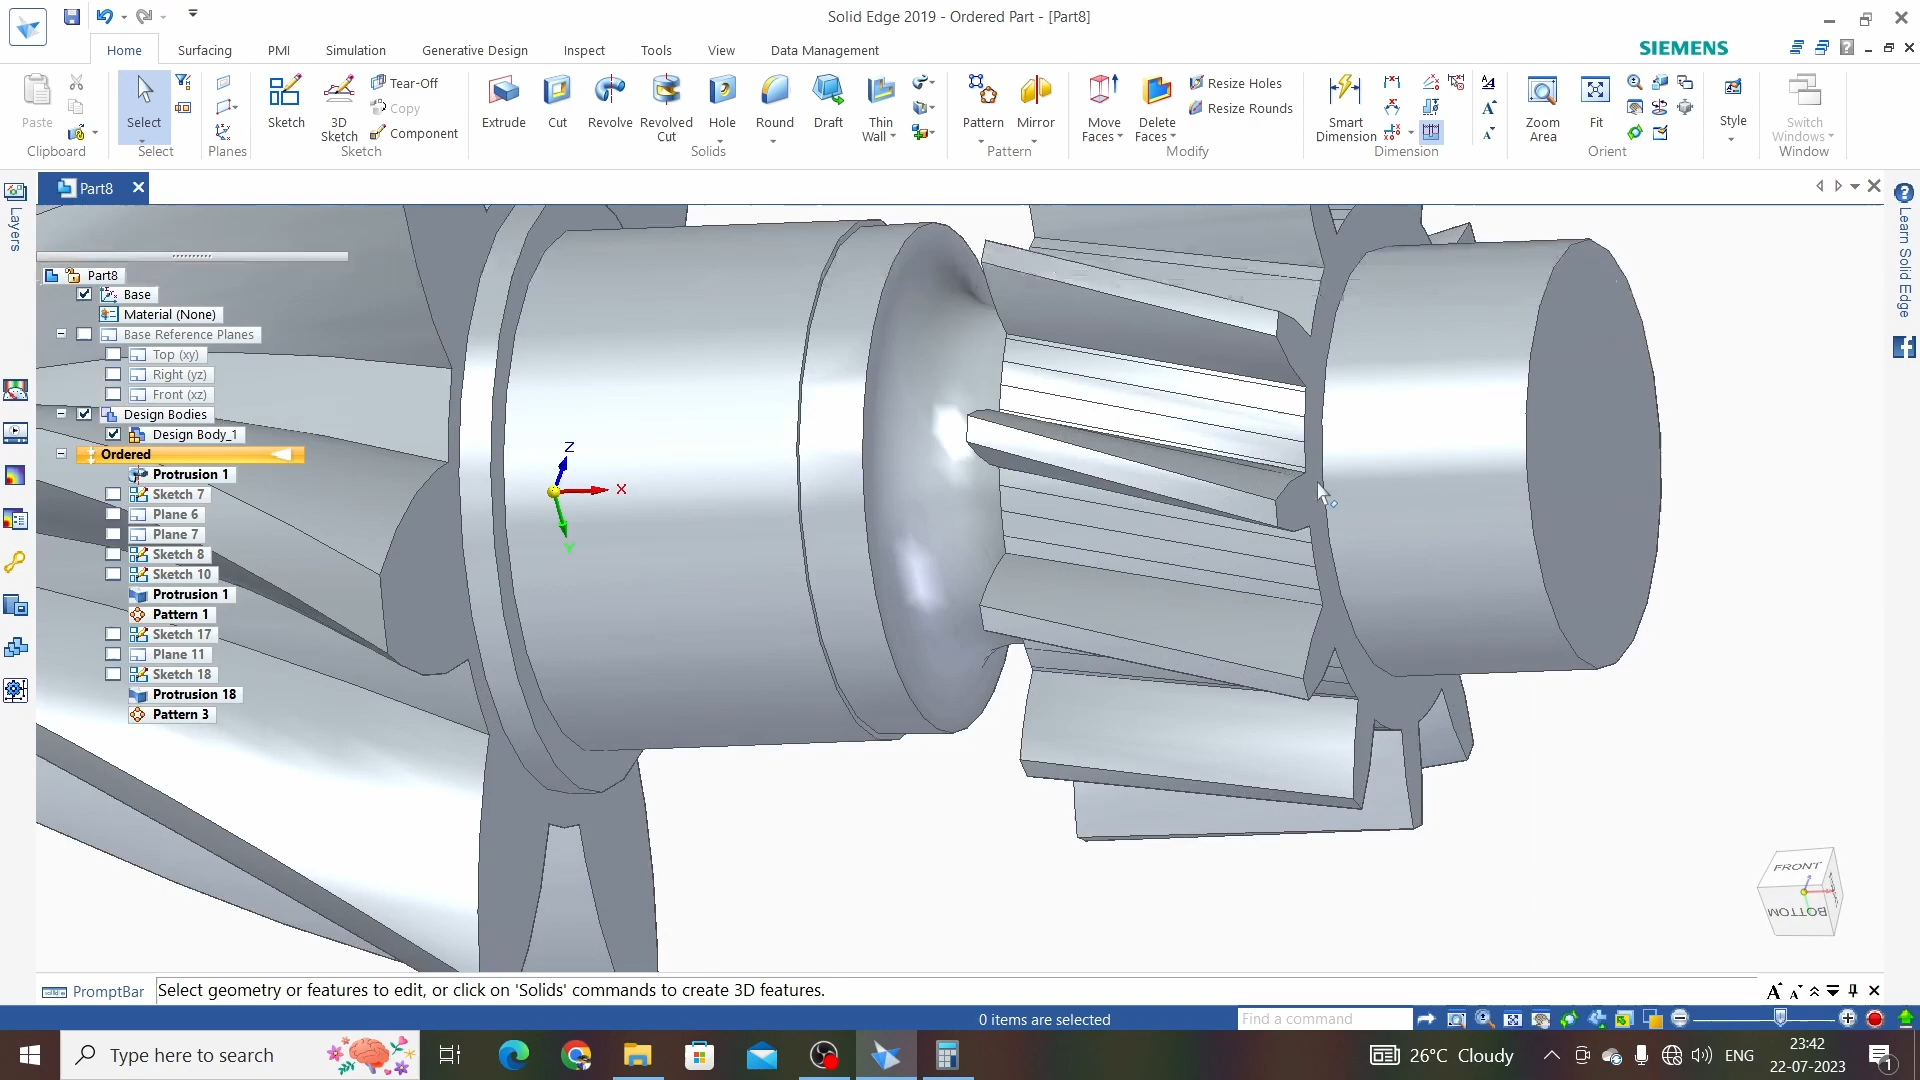 Solid Edge 2019 - Ordered Part - [Part8]
Home
Surfacing
PMI
Simulation
Generative Design
Inspect
Tools
View
Data Management
SIEMENS
Paste
Clipboard
Select
Select
Planes
Sketch
3D Sketch
Tear-Off
Copy
Component
Sketch
Extrude
Cut
Revolve
Revolved Cut
Hole
Round
Draft
Thin Wall
Solids
Pattern
Mirror
Pattern
Move Faces
Delete Faces
Resize Holes
Resize Rounds
Modify
Smart Dimension
Dimension
Zoom Area
Fit
Orient
Style
Switch Windows
Window
Part8
Layers
Learn Solid Edge
Part8
Base
Material (None)
Base Reference Planes
Top (xy)
Right (yz)
Front (xz)
Design Bodies
Design Body_1
Ordered
Protrusion 1
Sketch 7
Plane 6
Plane 7
Sketch 8
Sketch 10
Protrusion 1
Pattern 1
Sketch 17
Plane 11
Sketch 18
Protrusion 18
Pattern 3
Z
X
Y
FRONT
BOTTOM
PromptBar
Select geometry or features to edit, or click on 'Solids' commands to create 3D features.
0 items are selected
Find a command
Type here to search
26°C Cloudy
ENG
23:42
22-07-2023
1